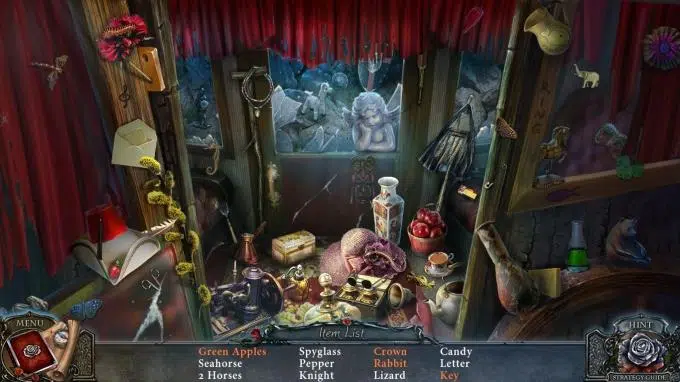 RING
MENU
Item List
HINT
Green Apples Spyglass Crown Candy
Seahorse Pepper Rabbit Letter
2 Horses Knight Lizard Key
STRATEGY GUIDE